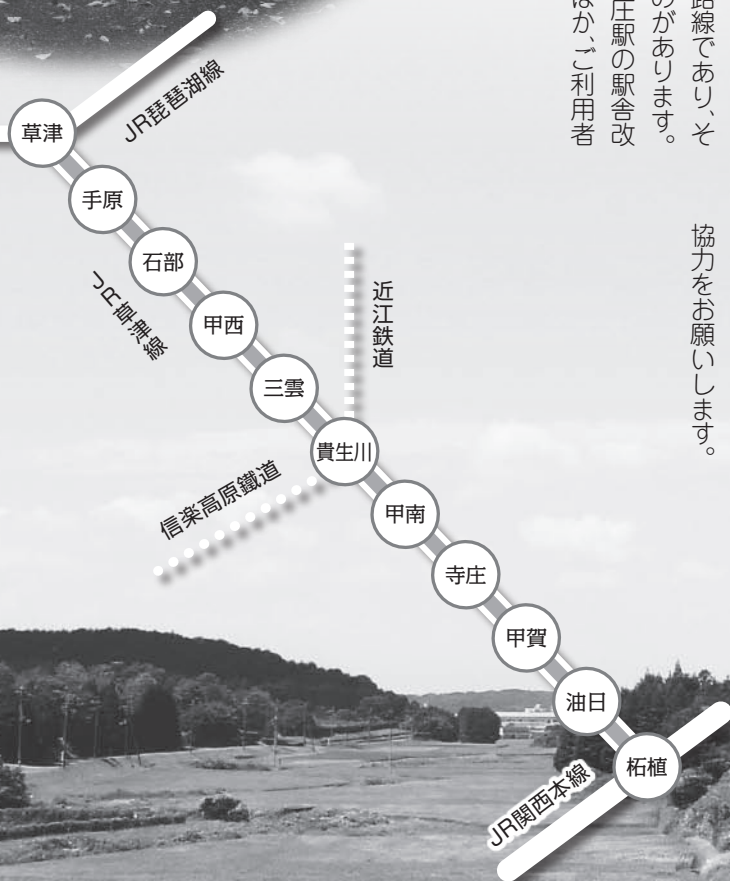 路線であり、そ
のがあります。
庄駅の駅舎改
ほか、ご利用者
協力をお願いします。
JR琵琶湖線
草津
手原
石部
JR草津線
甲西
三雲
近江鉄道
貴生川
信楽高原鐵道
甲南
寺庄
甲賀
油日
柘植
JR関西本線